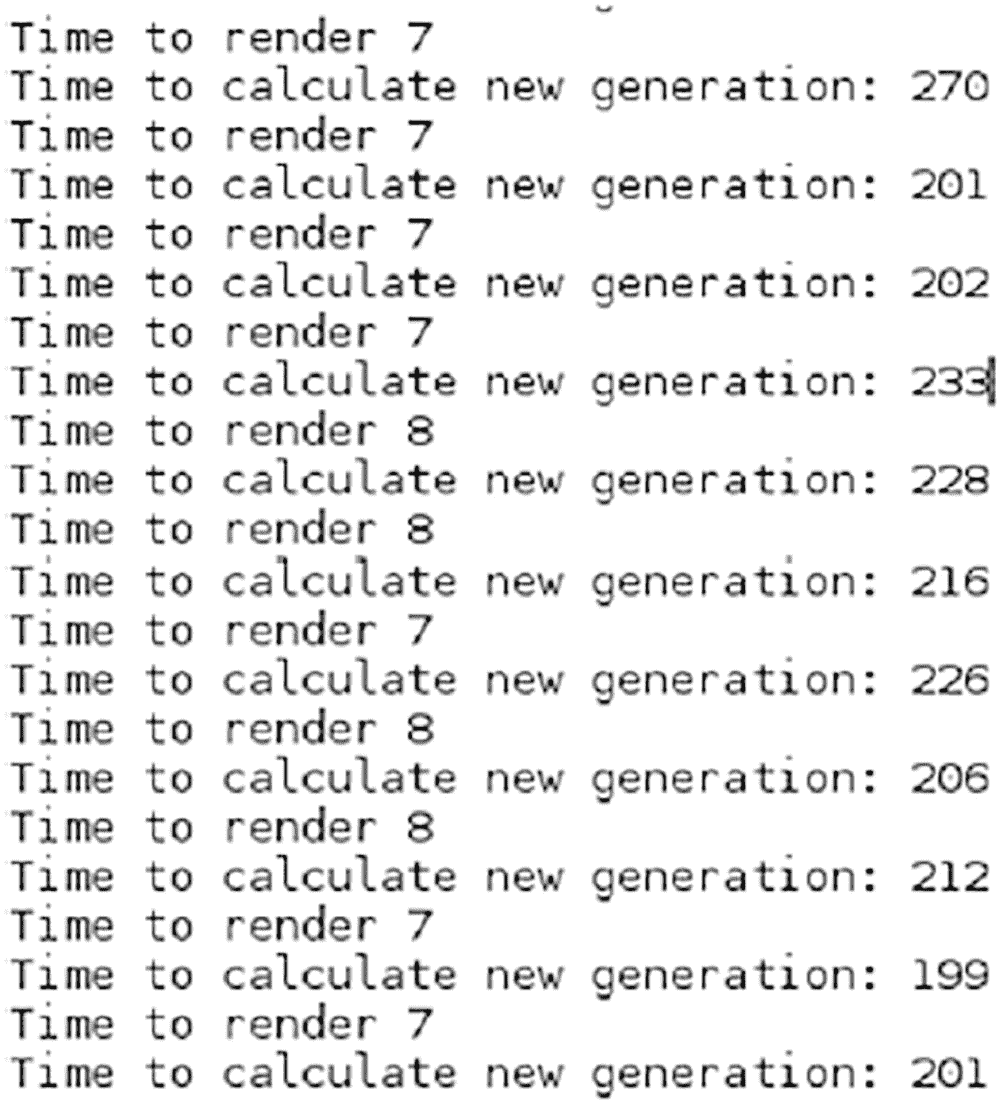 Time to render 7
Time to calculate new generation: 270
Time to render 7
Time to calculate new generation: 201
Time to render 7
Time to calculate new generation: 202
Time to render 7
Time to calculate new generation: 233
Time to render 8
Time to calculate new generation: 228
Time to render 8
Time to calculate new generation: 216
Time to render 7
Time to calculate new generation: 226
Time to render 8
Time to calculate new generation: 206
Time to render 8
Time to calculate new generation: 212
Time to render 7
Time to calculate new generation: 199
Time to render 7
Time to calculate new generation: 201